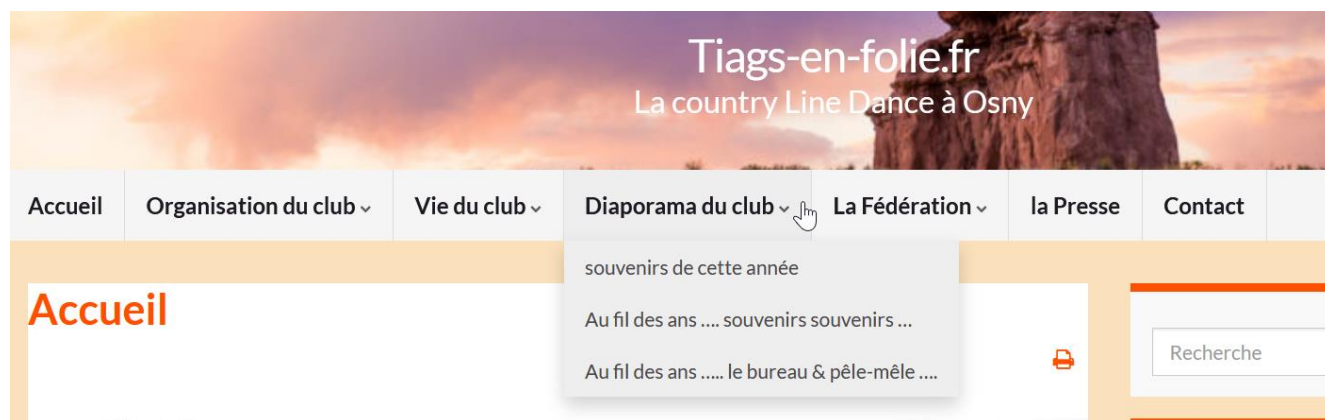 Tiags-en-folie.fr
La country Line Dance à Osny
Accueil Organisation du club Vie du club Diaporama du club La Fédération la Presse Contact
souvenirs de cette année
Accueil
Au fil des ans .... souvenirs souvenirs ...
Recherche
Au fil des ans ..... le bureau & pêle-mêle ....